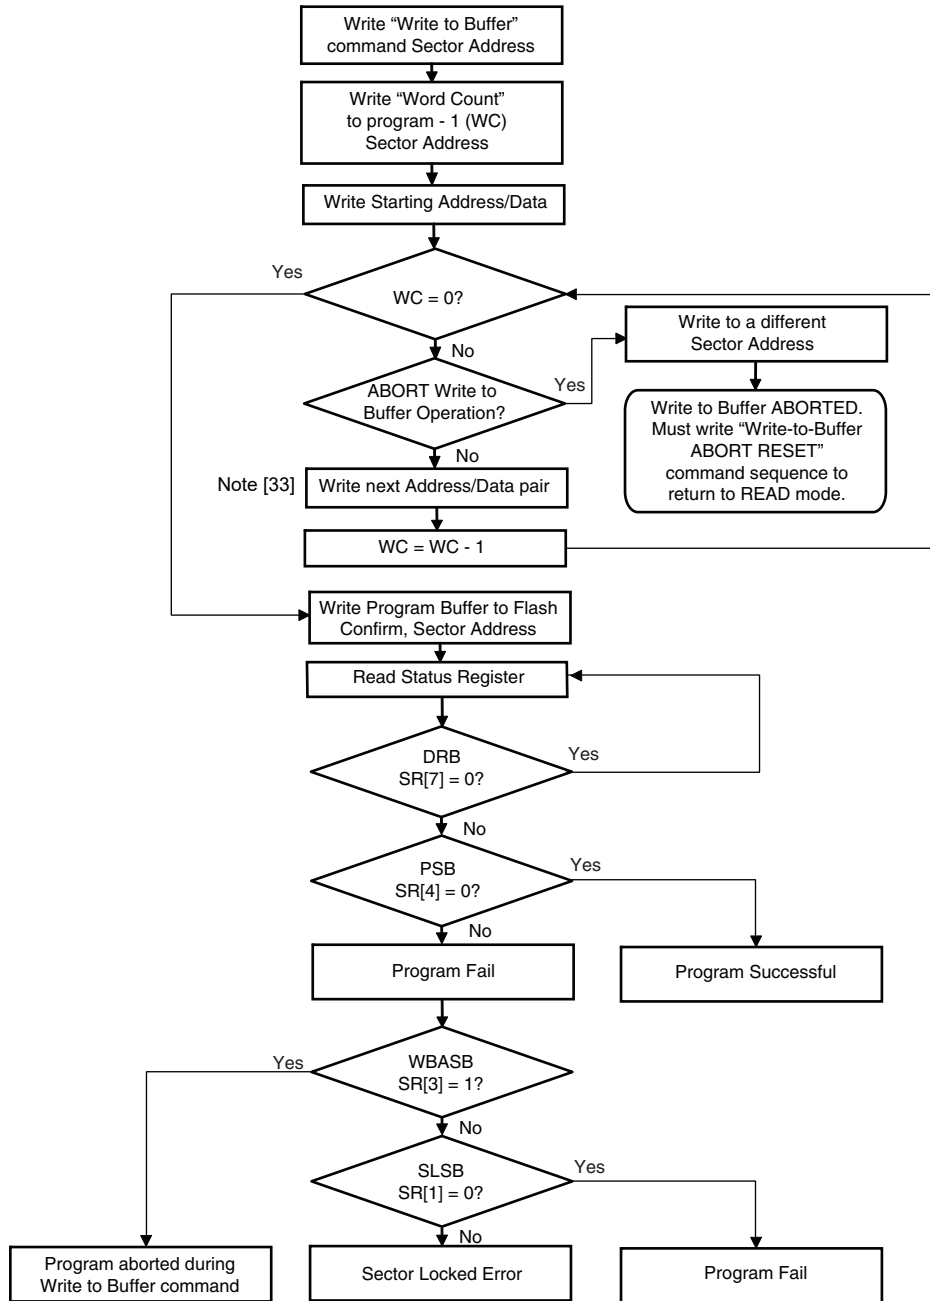 Write “Write to Buffer”
command Sector Address
Write “Word Count”
to program - 1 (WC)
Sector Address
Write Starting Address/Data
Yes
WC = 0?
Write to a different
Sector Address
No
ABORT Write to
Buffer Operation?
Yes
Write to Buffer ABORTED.
Must write “Write-to-Buffer
ABORT RESET”
command sequence to
return to READ mode.
No
Note [33]
Write next Address/Data pair
WC = WC - 1
Write Program Buffer to Flash
Confirm, Sector Address
Read Status Register
DRB
SR[7] = 0?
Yes
No
PSB
SR[4] = 0?
Yes
No
Program Fail
Program Successful
Yes
WBASB
SR[3] = 1?
No
SLSB
SR[1] = 0?
Yes
No
Program aborted during
Write to Buffer command
Sector Locked Error
Program Fail